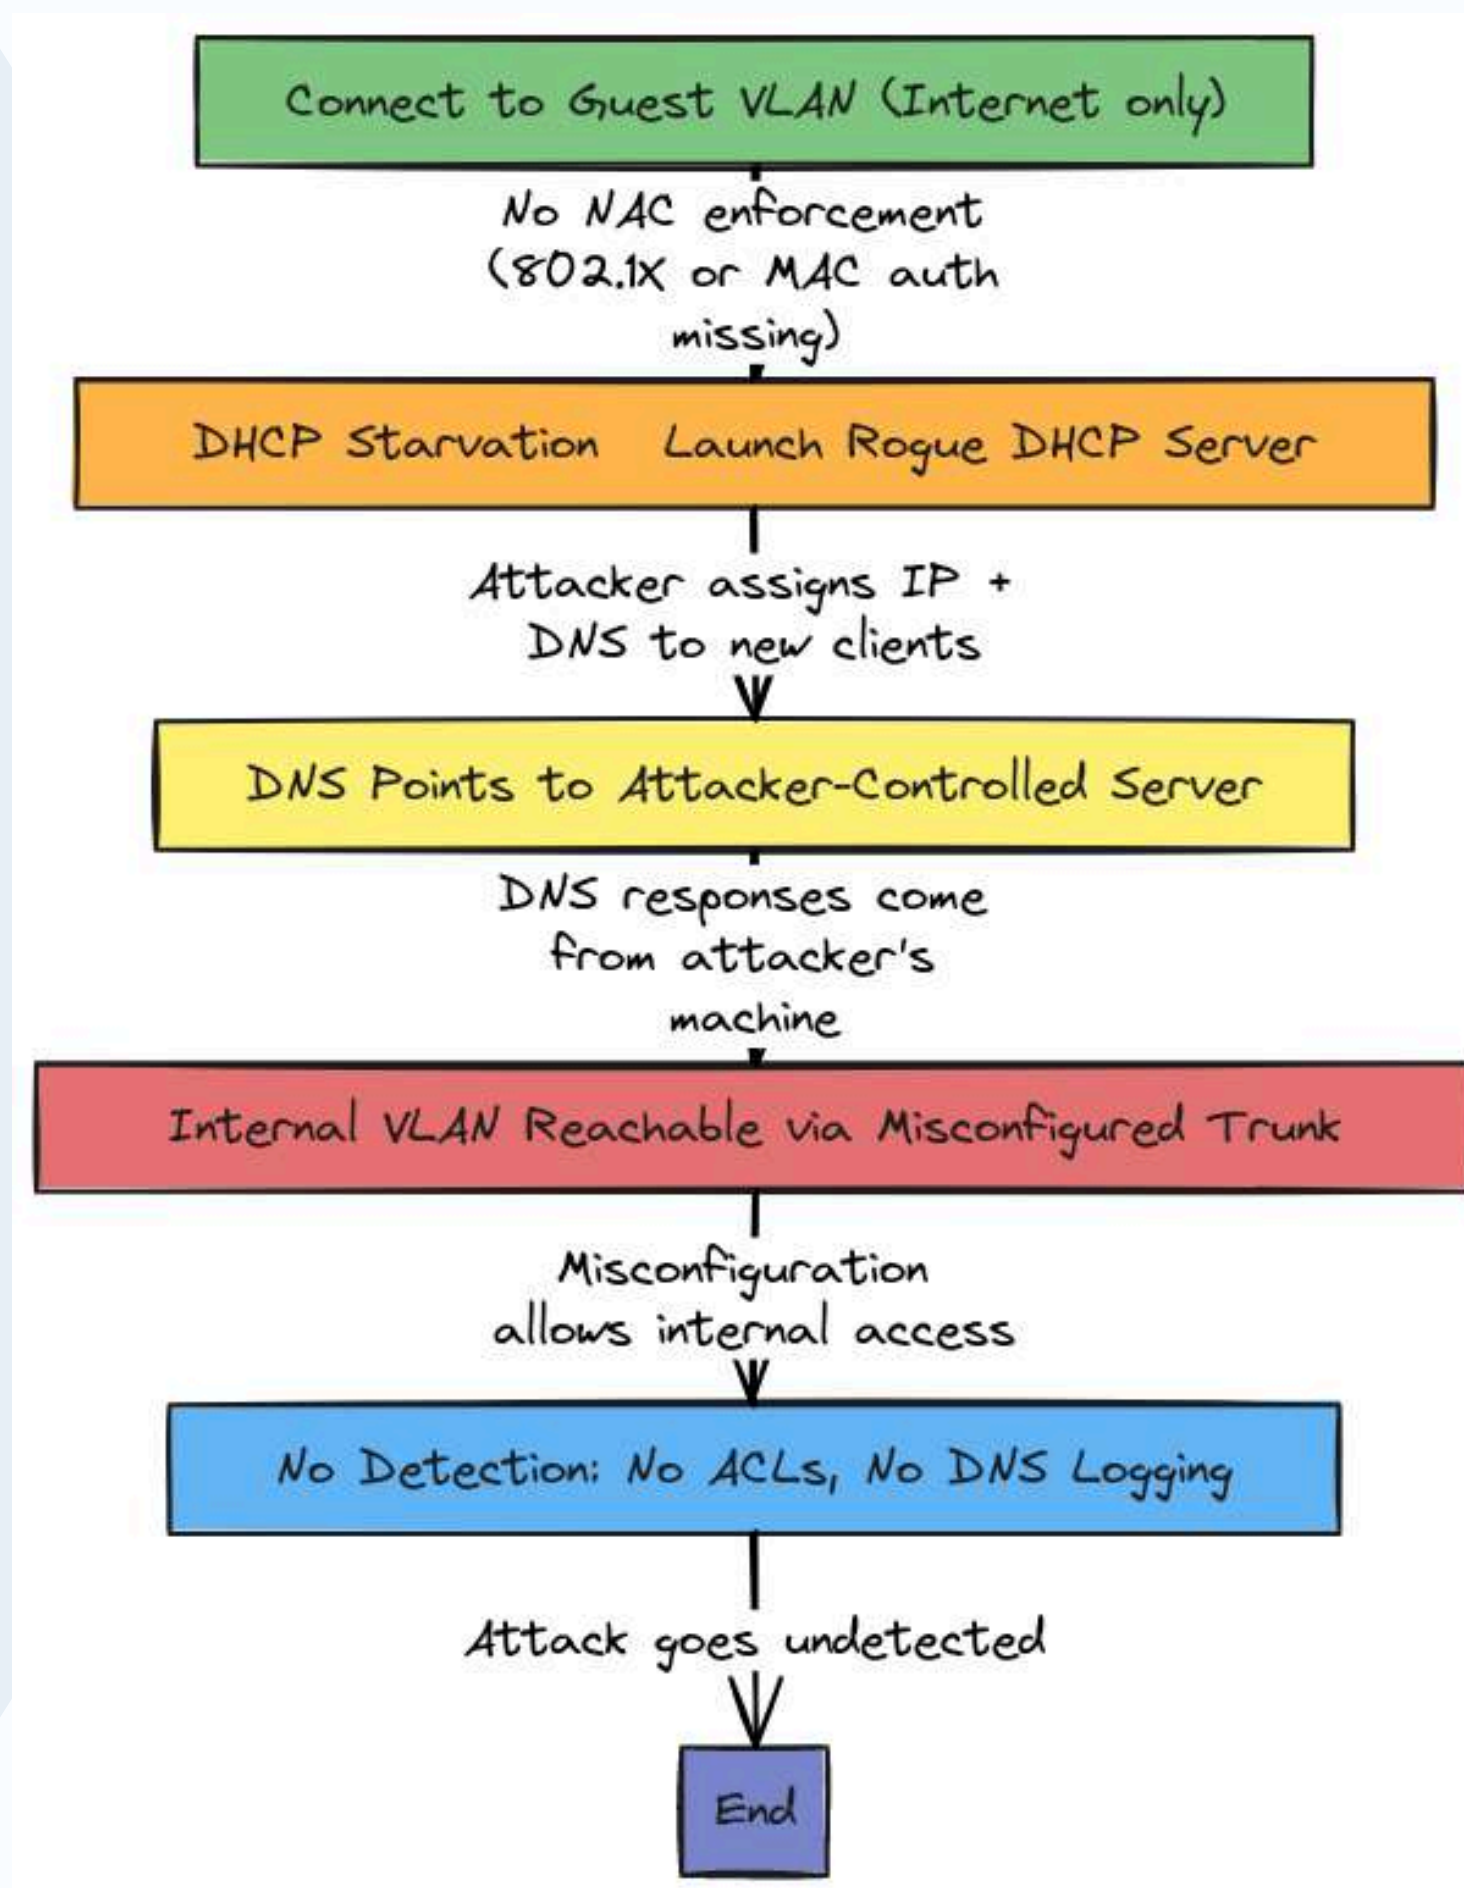 Connect to Guest VLAN (Internet only)
No NAC enforcement
(802.1X or MAC auth
missing)
DHCP Starvation   Launch Rogue DHCP Server
Attacker assigns IP +
DNS to new clients
DNS Points to Attacker-Controlled Server
DNS responses come
from attacker's
machine
Internal VLAN Reachable via Misconfigured Trunk
Misconfiguration
allows internal access
No Detection: No ACLs, No DNS Logging
Attack goes undetected
End